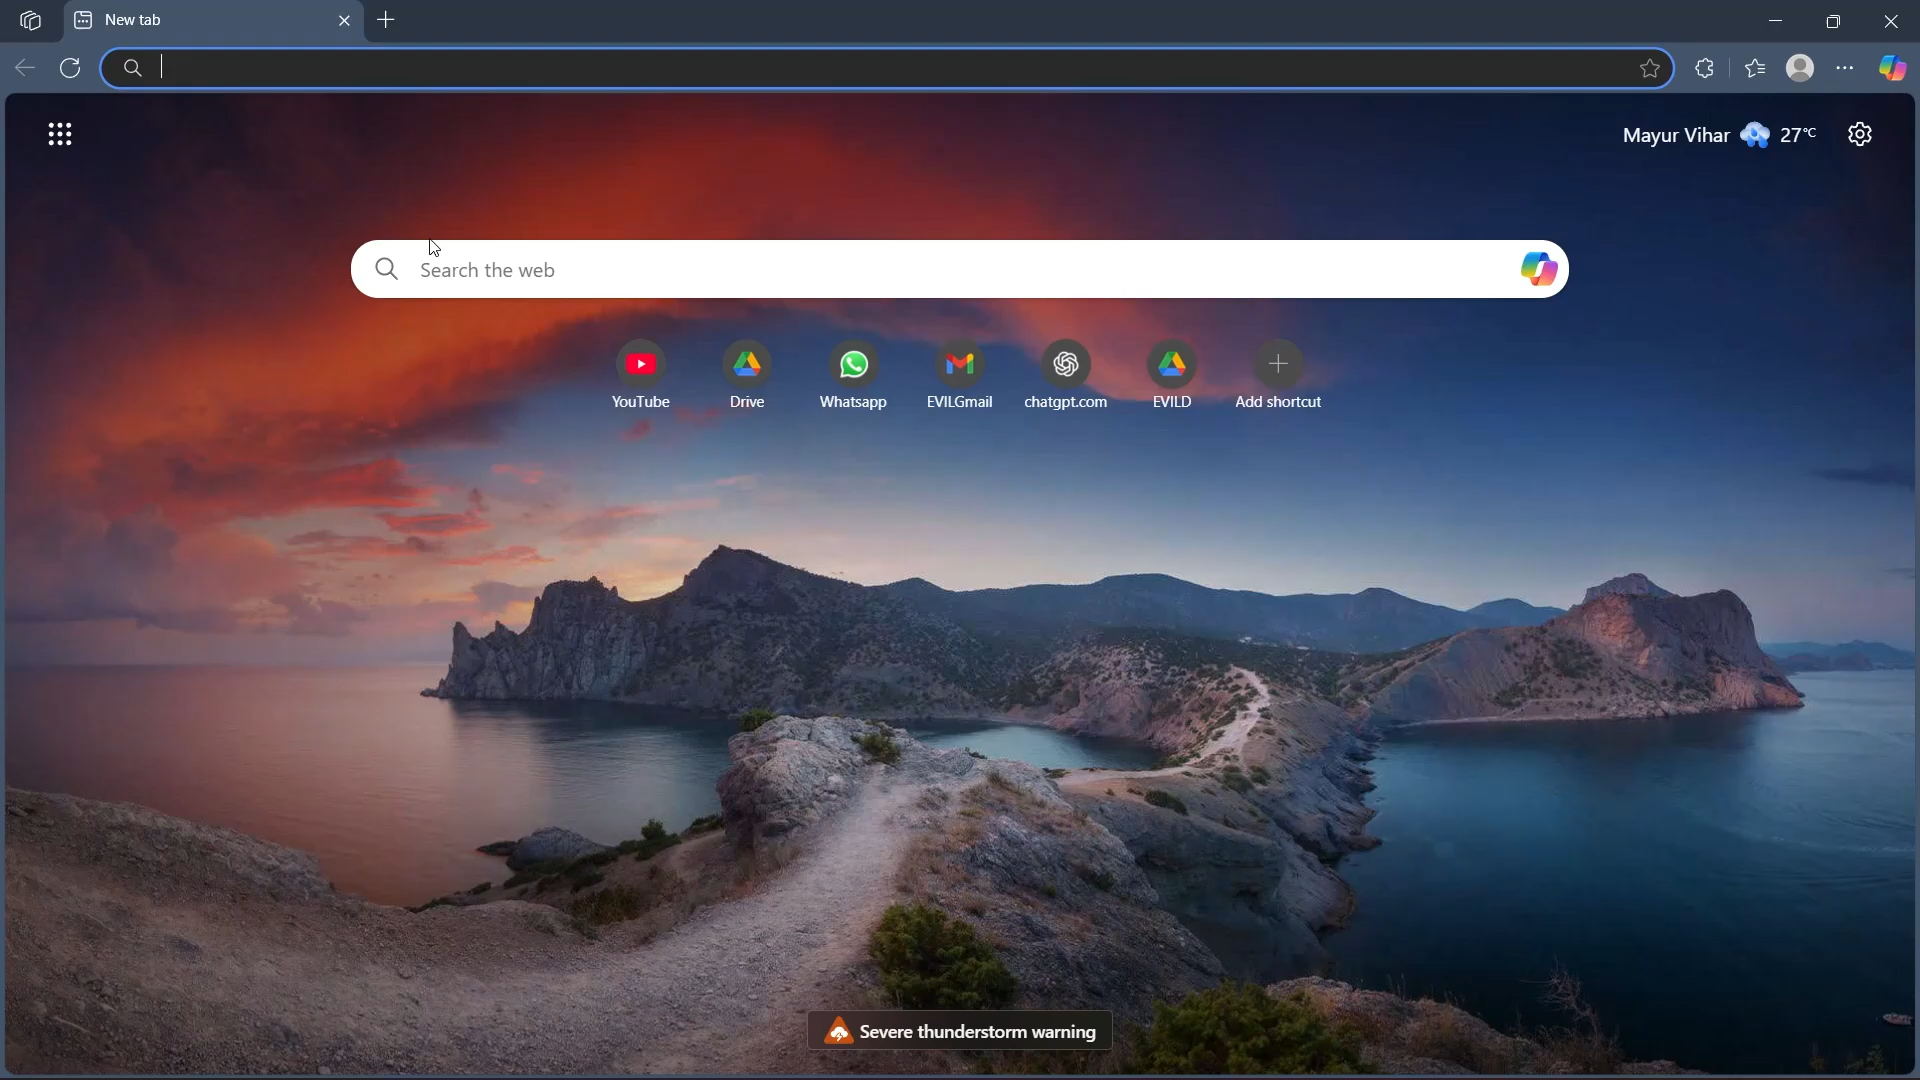 New tab
Mayur Vihar 27°C
Search the web
YouTube
Drive
Whatsapp
EVILGmail
chatgpt.com
EVILD
Add shortcut
Severe thunderstorm warning